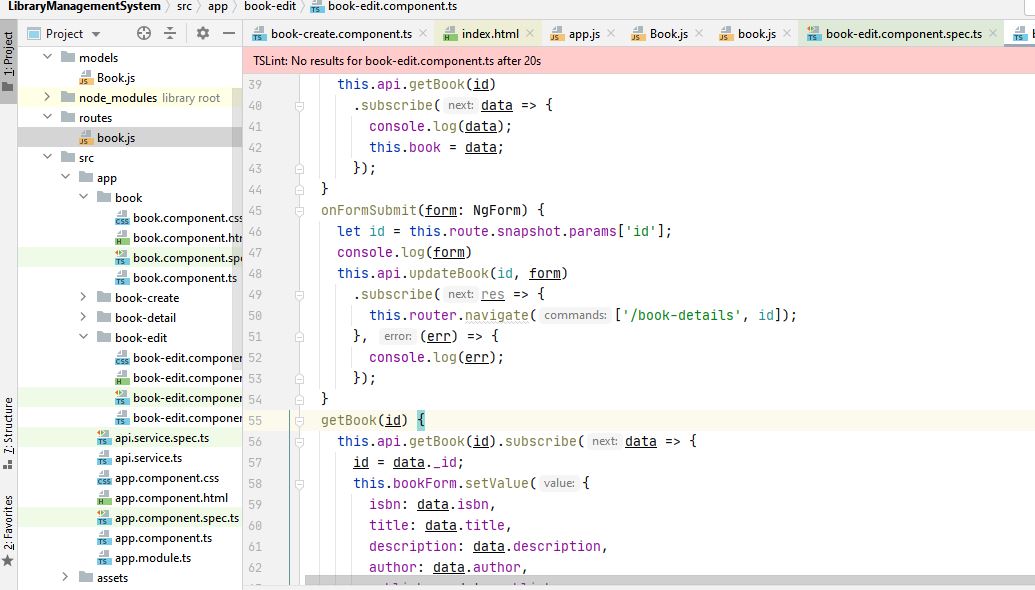 LibraryManagementSystem > src > app > book-edit > book-edit.component.ts
1: Project
Project
models
Book.js
node_modules library root
routes
book.js
src
app
book
book.component.css
book.component.htm
book.component.spe
book.component.ts
book-create
book-detail
book-edit
book-edit.component
book-edit.component
book-edit.component
book-edit.component
api.service.spec.ts
api.service.ts
app.component.css
app.component.html
app.component.spec.ts
app.component.ts
app.module.ts
assets
7: Structure
2: Favorites
book-create.component.ts
index.html
app.js
Book.js
book.js
book-edit.component.spec.ts
TSLint: No results for book-edit.component.ts after 20s
39 this.api.getBook(id)
40 .subscribe( next: data => {
41 console.log(data);
42 this.book = data;
43 });
44 }
45 onFormSubmit(form: NgForm) {
46 let id = this.route.snapshot.params['id'];
47 console.log(form)
48 this.api.updateBook(id, form)
49 .subscribe( next: res => {
50 this.router.navigate( commands: ['/book-details', id]);
51 }, error: (err) => {
52 console.log(err);
53 });
54 }
55 getBook(id) {
56 this.api.getBook(id).subscribe( next: data => {
57 id = data._id;
58 this.bookForm.setValue( value: {
59 isbn: data.isbn,
60 title: data.title,
61 description: data.description,
62 author: data.author,